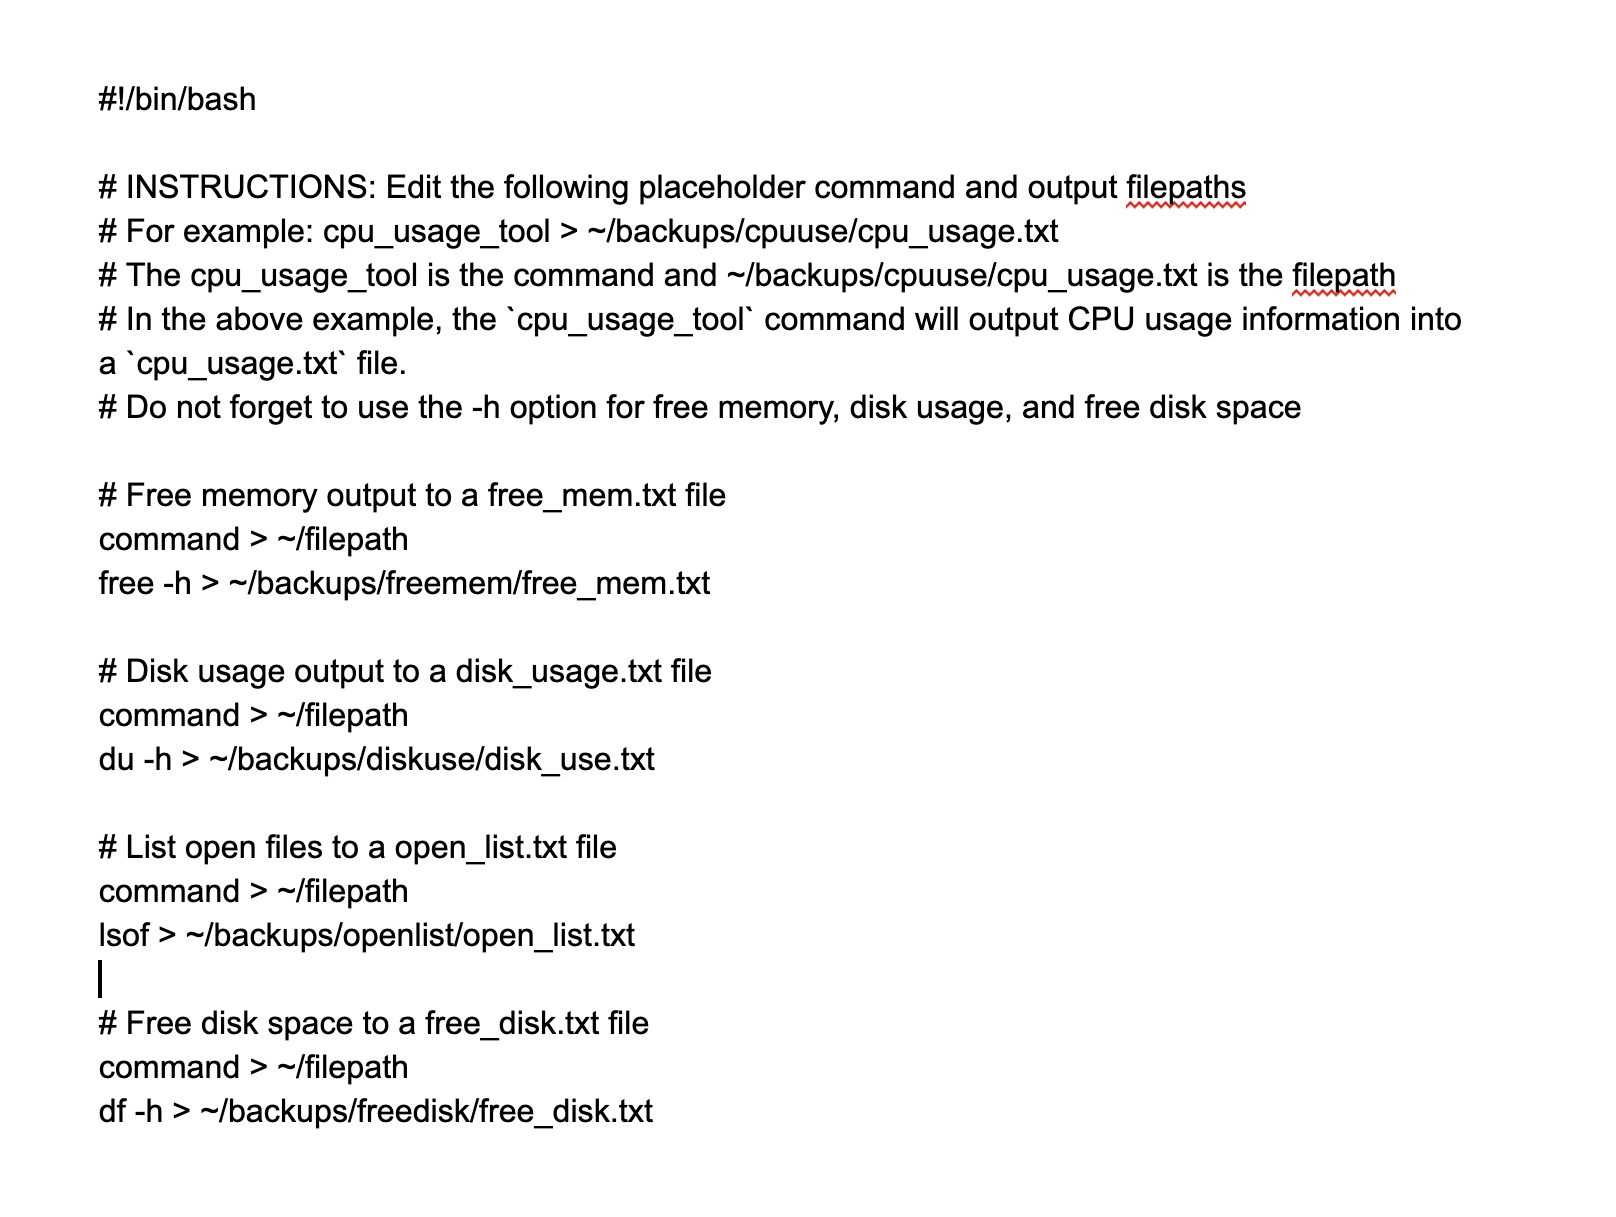 #!/bin/bash
# INSTRUCTIONS: Edit the following placeholder command and output filepaths
# For example: cpu_usage_tool > ~/backups/cpuuse/cpu_usage.txt
# The cpu_usage_tool is the command and ~/backups/cpuuse/cpu_usage.txt is the filepath
# In the above example, the `cpu_usage_tool` command will output CPU usage information into
a `cpu_usage.txt` file.
# Do not forget to use the -h option for free memory, disk usage, and free disk space
# Free memory output to a free_mem.txt file
command > ~/filepath
free -h > ~/backups/freemem/free_mem.txt
# Disk usage output to a disk_usage.txt file
command > ~/filepath
du -h > ~/backups/diskuse/disk_use.txt
# List open files to a open_list.txt file
command > ~/filepath
lsof > ~/backups/openlist/open_list.txt
# Free disk space to a free_disk.txt file
command > ~/filepath
df -h > ~/backups/freedisk/free_disk.txt